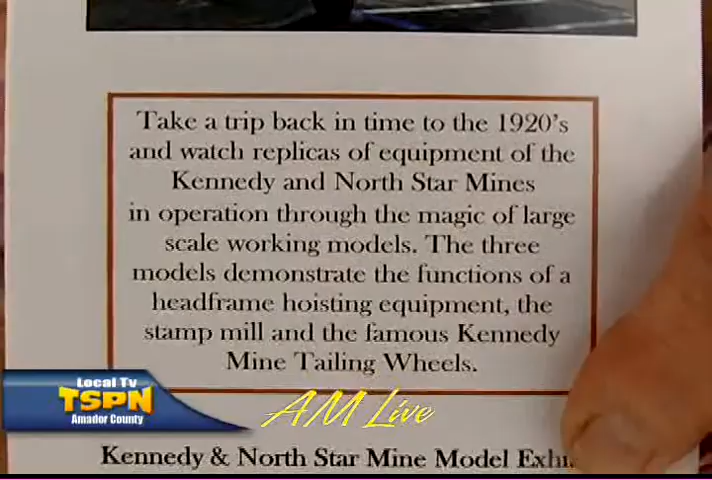 Take a trip back in time to the 1920's
and watch replicas of equipment of the
Kennedy and North Star Mines
in operation through the magic of large
scale working models. The three
models demonstrate the functions of a
headframe hoisting equipment, the
stamp mill and the famous Kennedy
Mine Tailing Wheels.
Local Tv
TSPN
Amador County
AM Live
Kennedy & North Star Mine Model